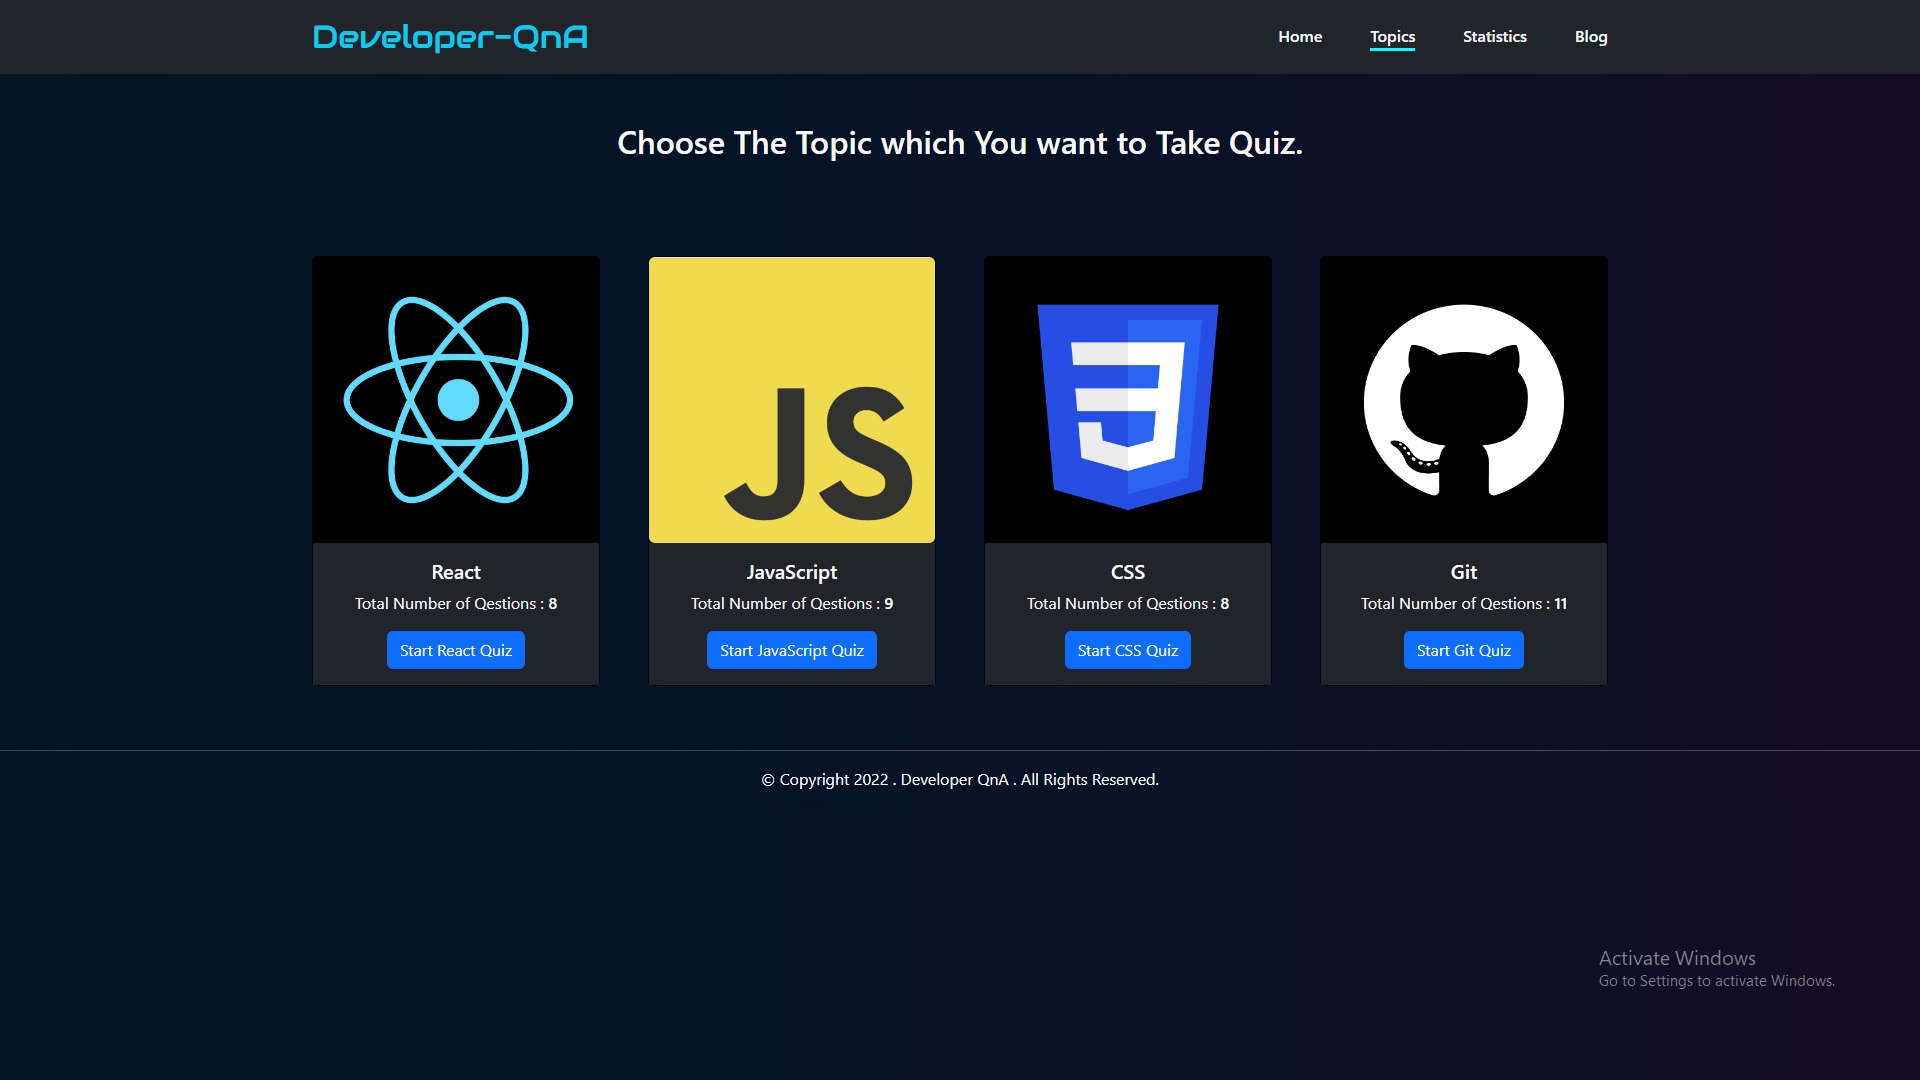 Developer-QnA
Home Topics Statistics Blog
Choose The Topic which You want to Take Quiz.
JS
React
Total Number of Qestions : 8
Start React Quiz
JavaScript
Total Number of Qestions : 9
Start JavaScript Quiz
CSS
Total Number of Qestions : 8
Start CSS Quiz
Git
Total Number of Qestions : 11
Start Git Quiz
© Copyright 2022 . Developer QnA . All Rights Reserved.
Activate Windows
Go to Settings to activate Windows.